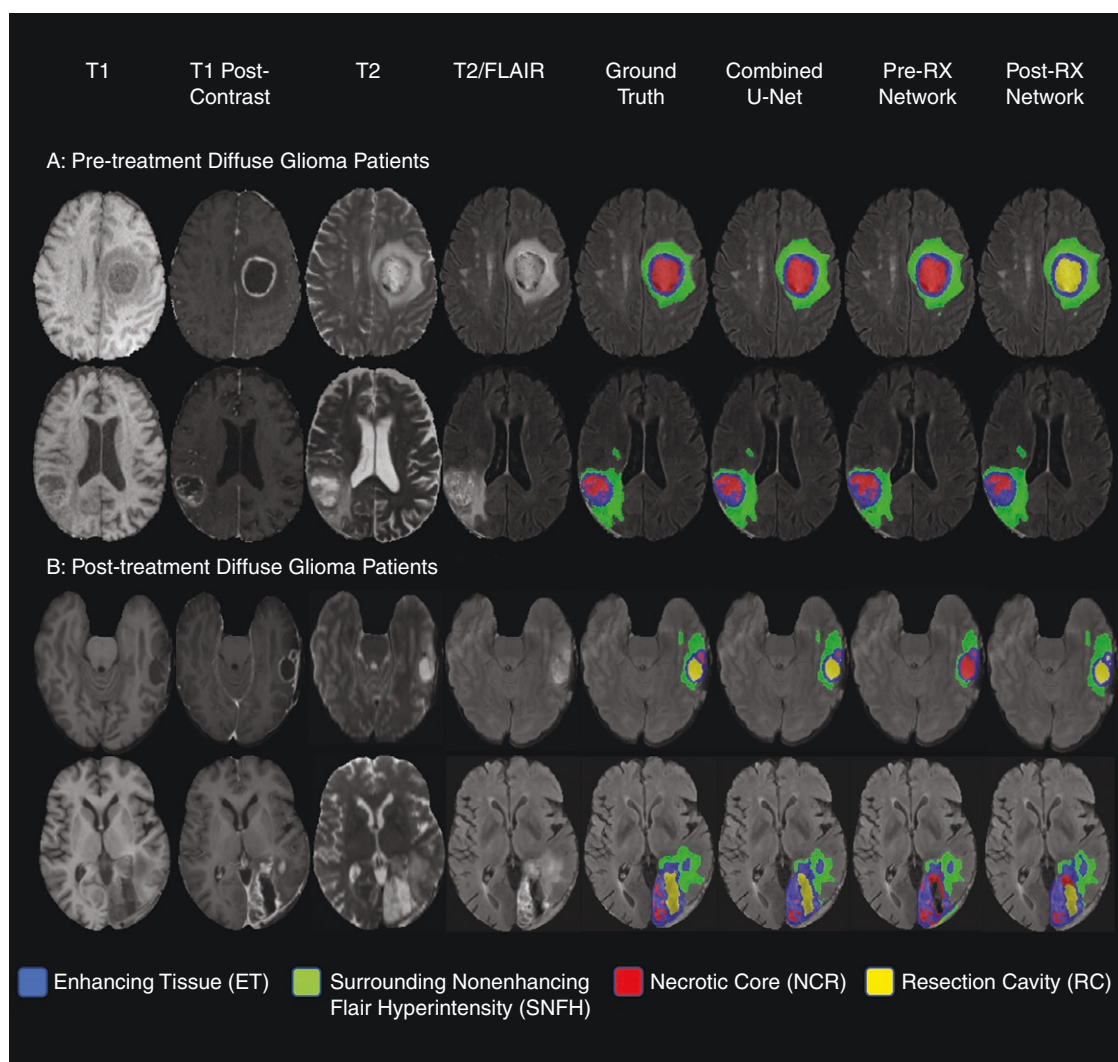 T1 T1 Post- T2 T2/FLAIR Ground Combined Pre-RX Post-RX
Contrast Truth U-Net Network Network
A: Pre-treatment Diffuse Glioma Patients
B: Post-treatment Diffuse Glioma Patients
Enhancing Tissue (ET) Surrounding Nonenhancing Necrotic Core (NCR) Resection Cavity (RC)
Flair Hyperintensity (SNFH)